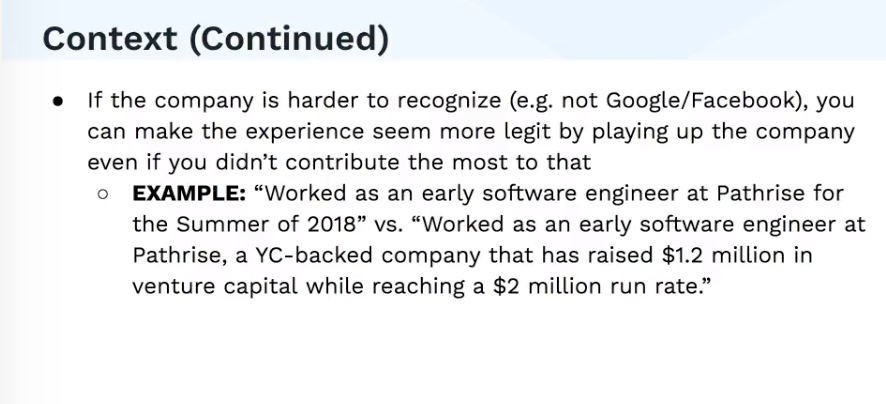 Context (Continued)
● If the company is harder to recognize (e.g. not Google/Facebook), you
can make the experience seem more legit by playing up the company
even if you didn’t contribute the most to that
○ EXAMPLE: “Worked as an early software engineer at Pathrise for
the Summer of 2018” vs. “Worked as an early software engineer at
Pathrise, a YC-backed company that has raised $1.2 million in
venture capital while reaching a $2 million run rate.”